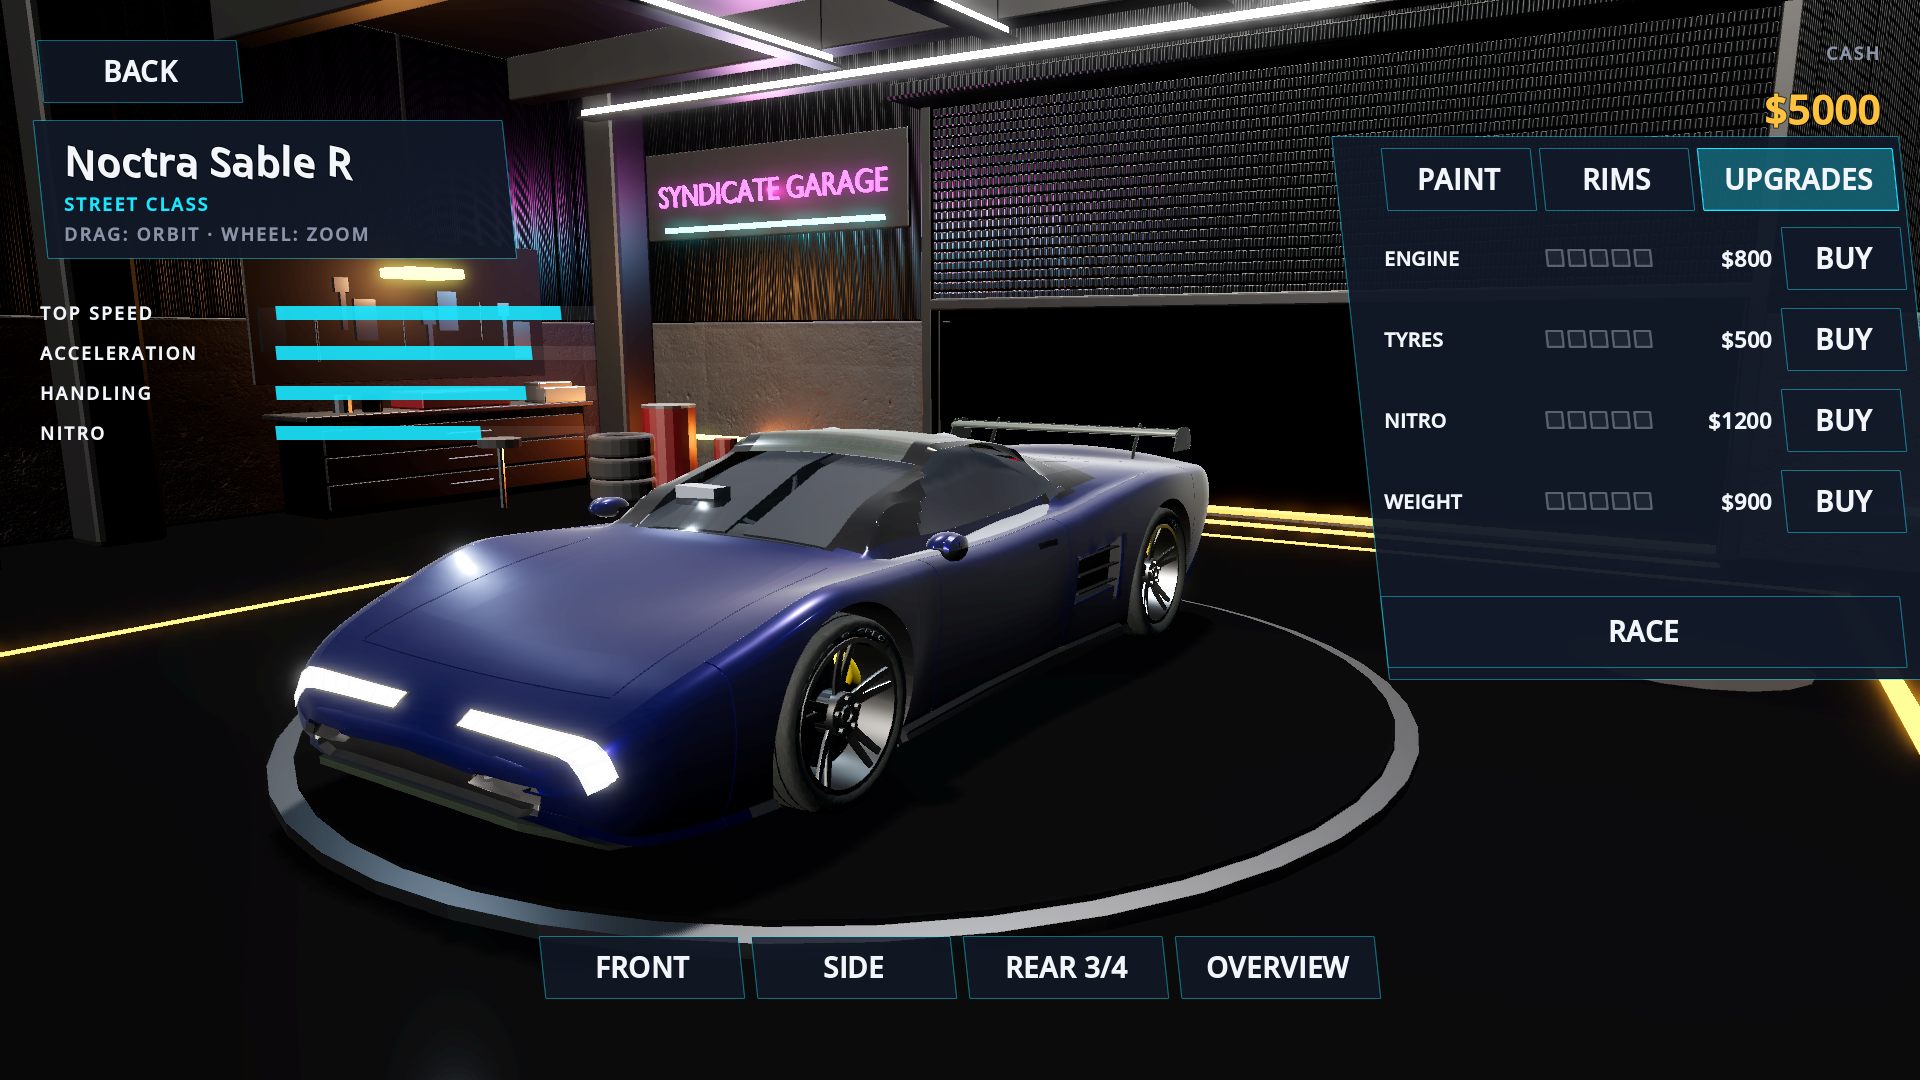 BACK
Noctra Sable R
STREET CLASS
DRAG: ORBIT · WHEEL: ZOOM
TOP SPEED
ACCELERATION
HANDLING
NITRO
SYNDICATE GARAGE
CASH
$5000
PAINT RIMS UPGRADES
ENGINE $800 BUY
TYRES $500 BUY
NITRO $1200 BUY
WEIGHT $900 BUY
RACE
FRONT SIDE REAR 3/4 OVERVIEW